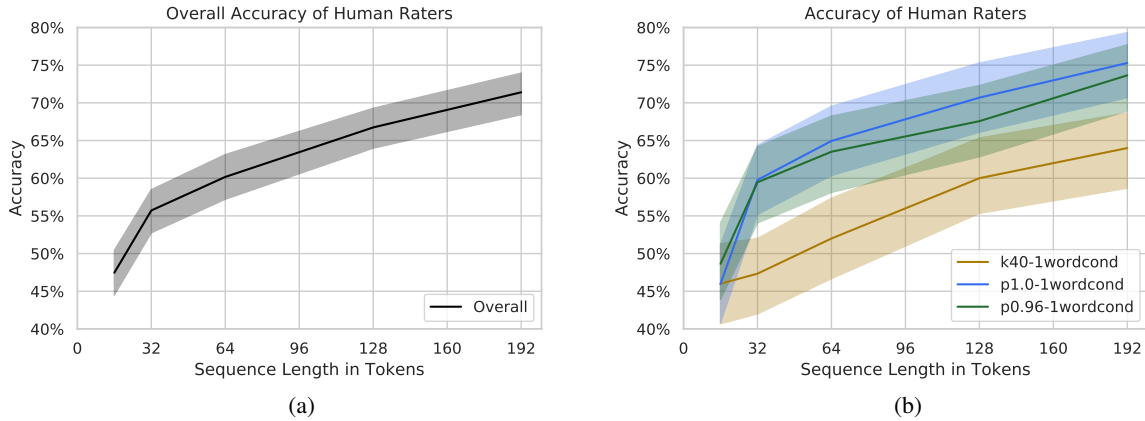 Overall Accuracy of Human Raters
80%
75%
70%
65%
60%
55%
50%
45%
40%
Accuracy
0 32 64 96 128 160 192
Sequence Length in Tokens
Overall
(a)
Accuracy of Human Raters
80%
75%
70%
65%
60%
55%
50%
45%
40%
Accuracy
0 32 64 96 128 160 192
Sequence Length in Tokens
k40-1wordcond
p1.0-1wordcond
p0.96-1wordcond
(b)